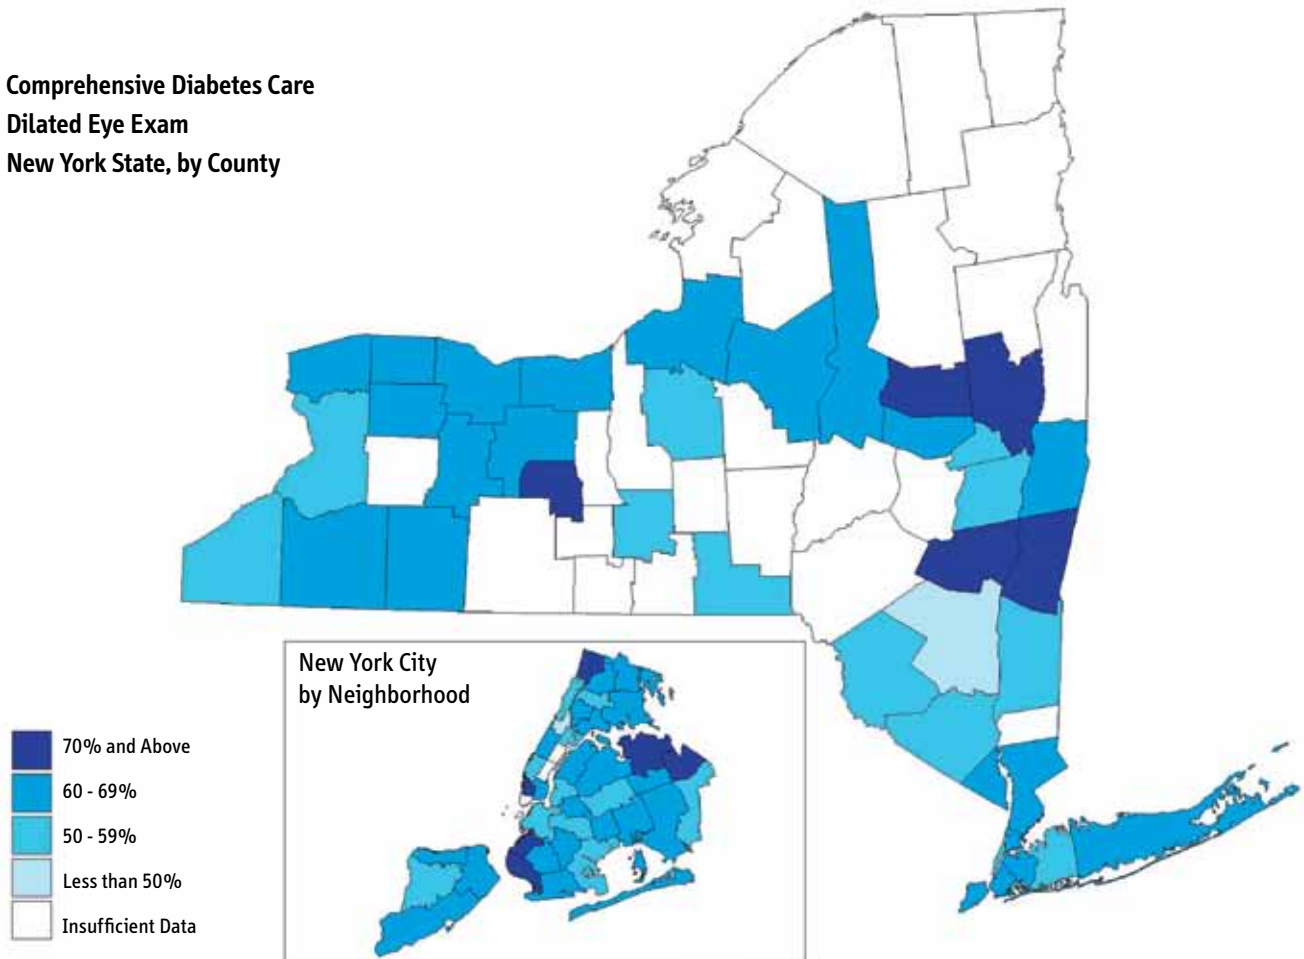 Comprehensive Diabetes Care
Dilated Eye Exam
New York State, by County
New York City
by Neighborhood
70% and Above
60 - 69%
50 - 59%
Less than 50%
Insufficient Data